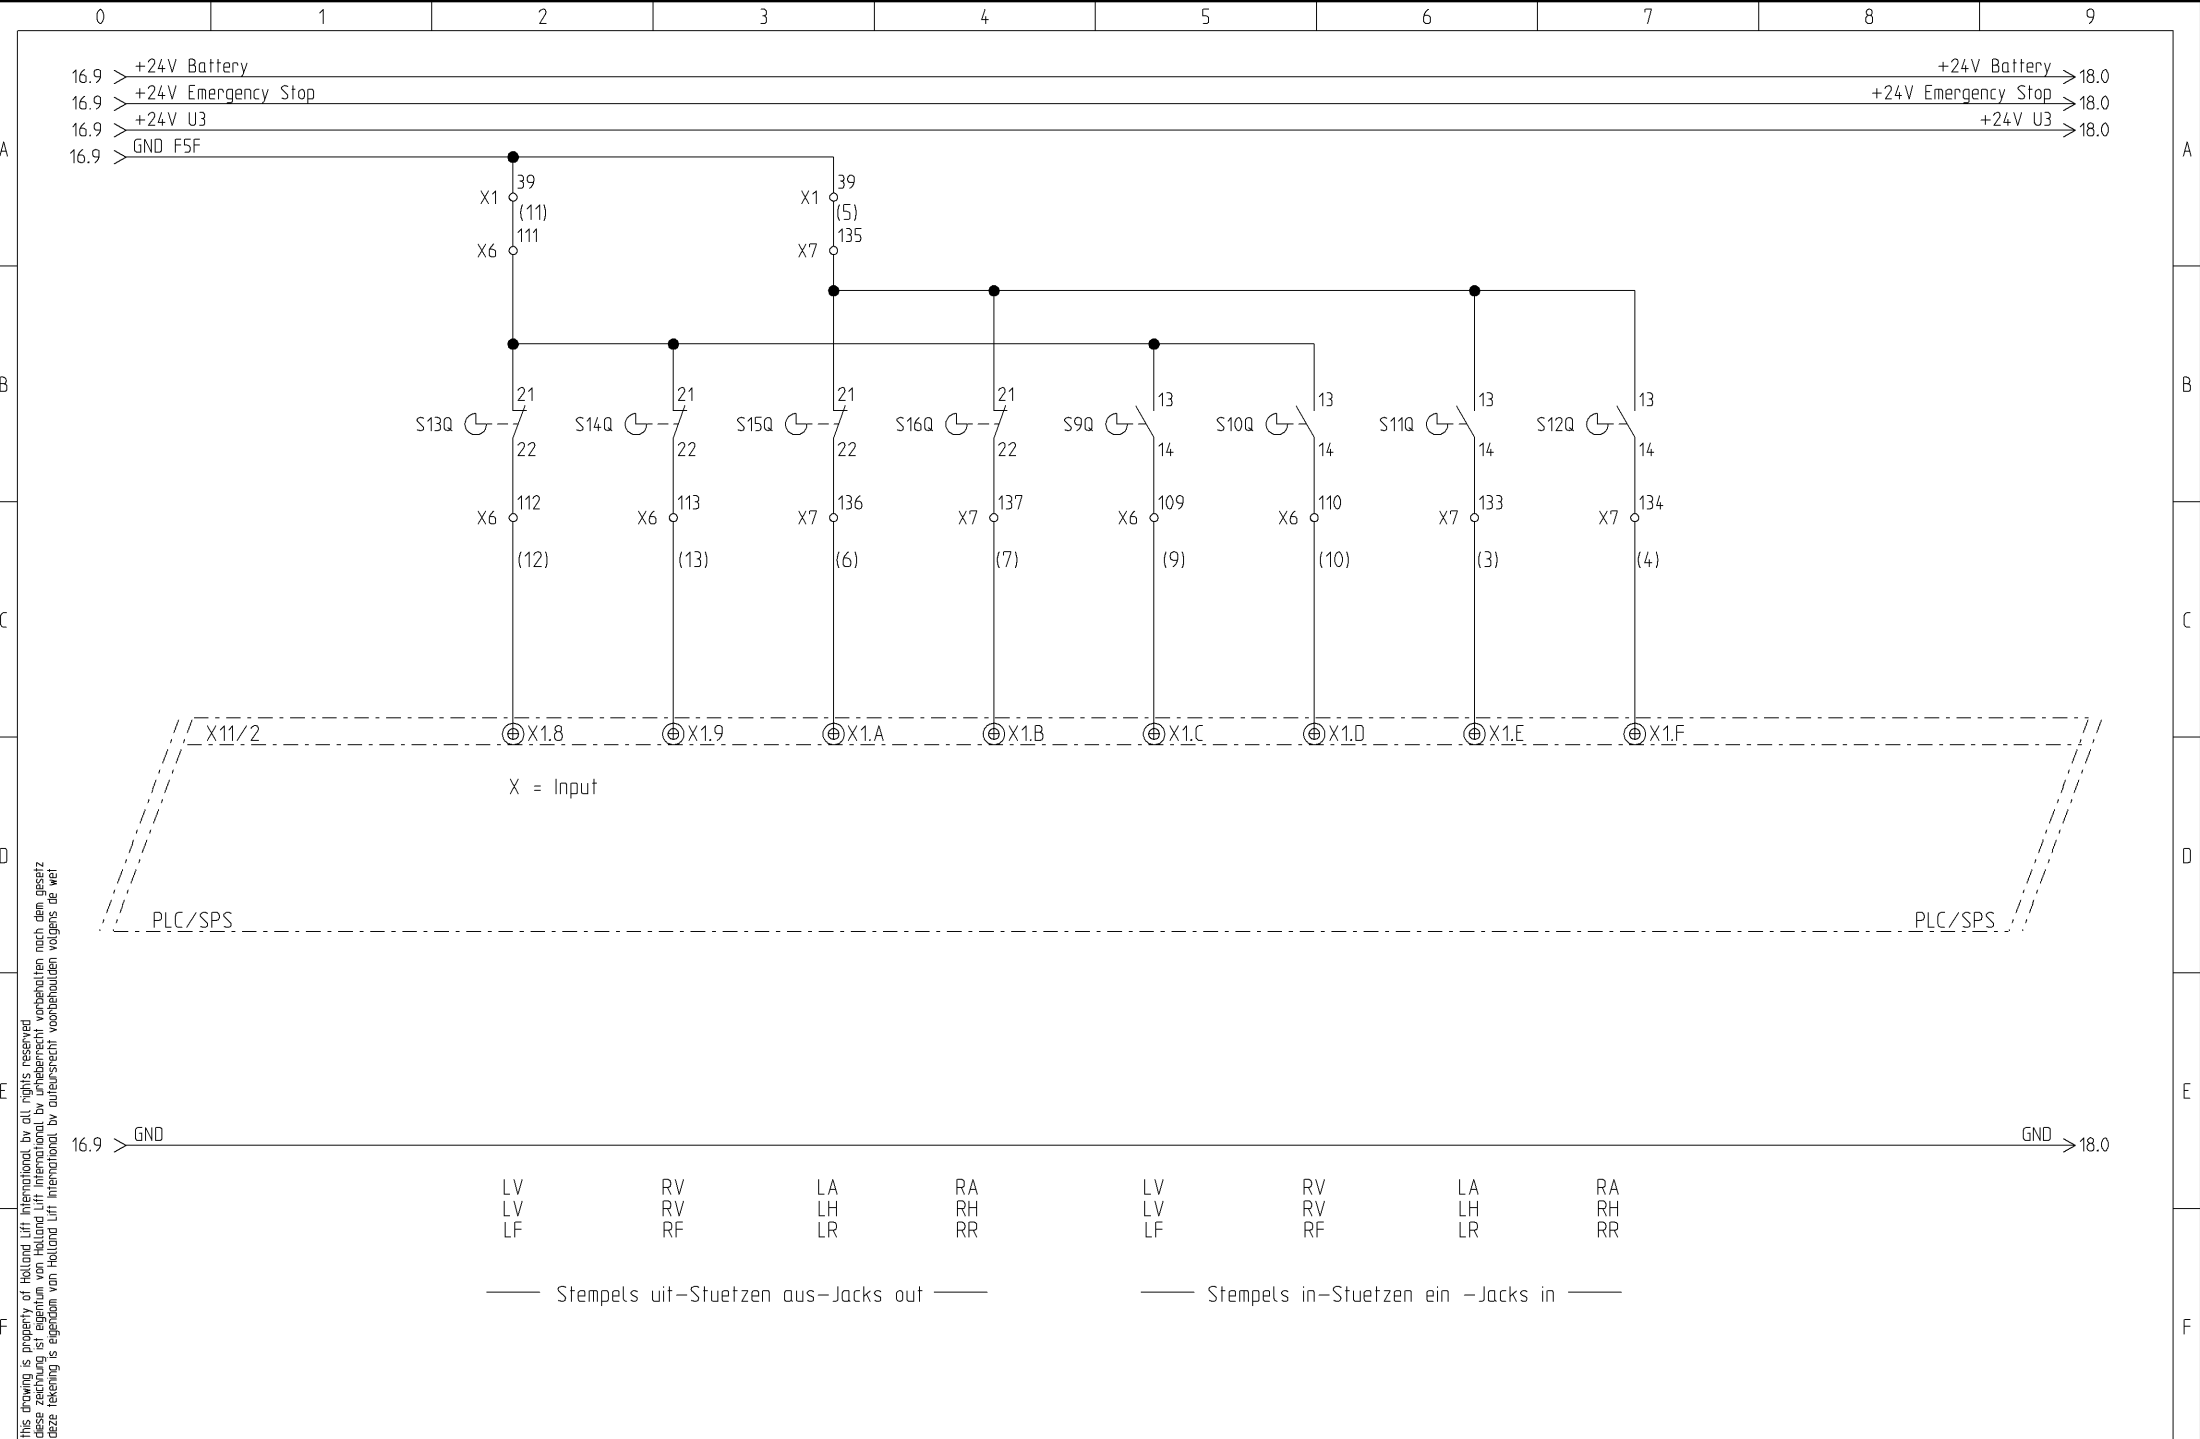 0 1 2 3 4 5 6 7 8 9
16.9 +24V Battery +24V Battery 18.0
16.9 +24V Emergency Stop +24V Emergency Stop 18.0
16.9 +24V U3 +24V U3 18.0
16.9 GND F5F
A A
39 39
X1 X1
(11) (5)
111 135
X6 X7
B B
21 21 21 21 13 13 13 13
S13Q S14Q S15Q S16Q S9Q S10Q S11Q S12Q
22 22 22 22 14 14 14 14
112 113 136 137 109 110 133 134
X6 X6 X7 X7 X6 X6 X7 X7
(12) (13) (6) (7) (9) (10) (3) (4)
C C
X11/2 X1.8 X1.9 X1.A X1.B X1.C X1.D X1.E X1.F
X = Input
D D
PLC/SPS PLC/SPS
E E
16.9 GND GND 18.0
LV RV LA RA LV RV LA RA
LV RV LH RH LV RV LH RH
LF RF LR RR LF RF LR RR
Stempels uit-Stuetzen aus-Jacks out Stempels in-Stuetzen ein -Jacks in
F F
this drawing is property of Holland Lift International bv all rights reserved
diese zeichnung ist eigentum von Holland Lift International bv urheberrecht vorbehalten nach dem gesetz
deze tekening is eigendom van Holland Lift International bv auteursrecht voorbehoulden volgens de wet